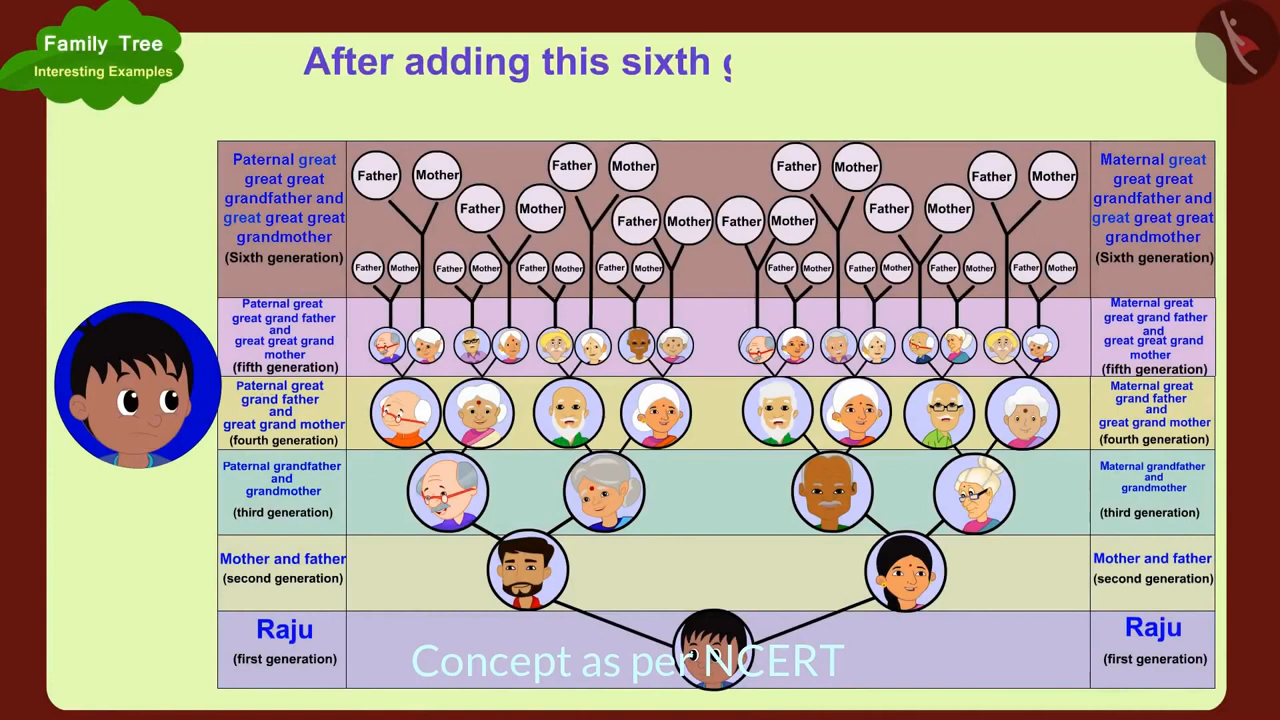 Family Tree
Interesting Examples
After adding this sixth
Paternal great
great great
grandfather and
great great great
grandmother
(Sixth generation)
Father Mother Father Mother Father Mother Father Mother
Father Mother Father Mother
Father Mother Father Mother
Father Mother Father Mother Father Mother Father Mother Father Mother Father Mother Father Mother Father Mother
Maternal great
great great
grandfather and
great great great
grandmother
(Sixth generation)
Paternal great
great grand father
and
great great grand
mother
(fifth generation)
Maternal great
great grand father
and
great great grand
mother
(fifth generation)
Paternal great
grand father
and
great grand mother
(fourth generation)
Maternal great
grand father
and
great grand mother
(fourth generation)
Paternal grandfather
and
grandmother
(third generation)
Maternal grandfather
and
grandmother
(third generation)
Mother and father
(second generation)
Mother and father
(second generation)
Raju
(first generation)
Raju
(first generation)
Concept as per NCERT